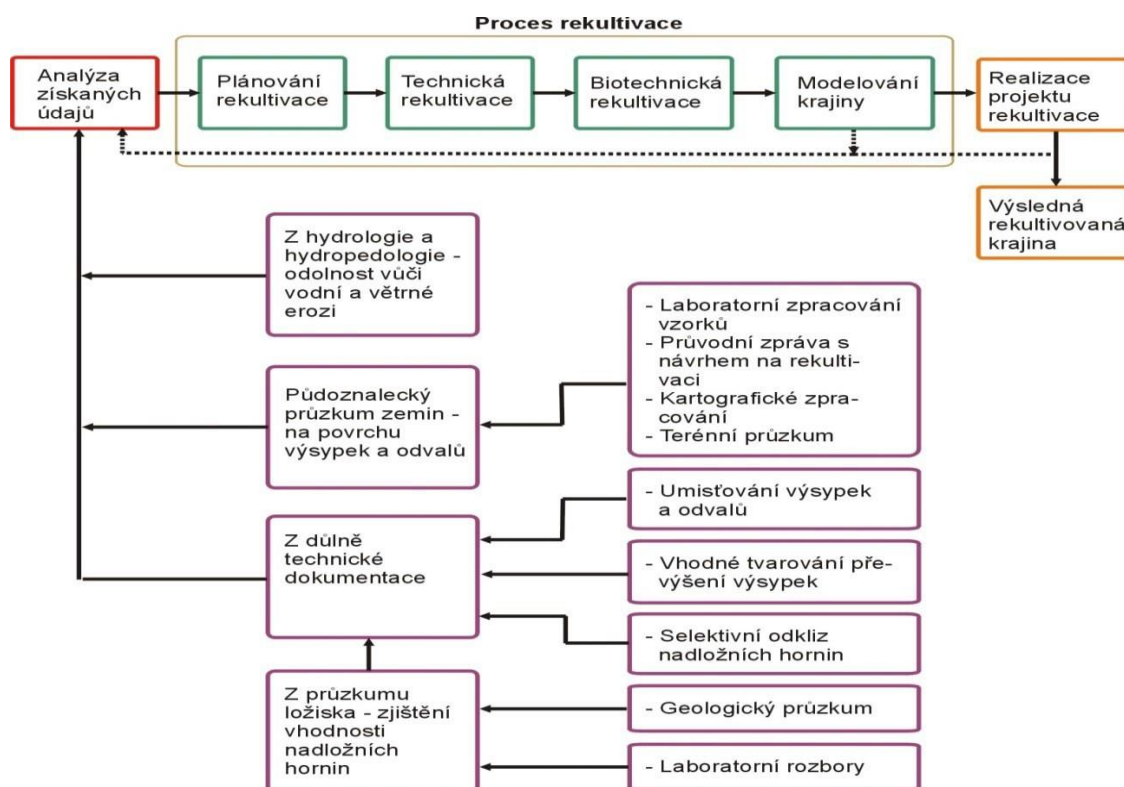 Proces rekultivace
Analýza
získaných
údajů
Plánování
rekultivace
Technická
rekultivace
Biotechnická
rekultivace
Modelování
krajiny
Realizace
projektu
rekultivace
Výsledná
rekultivovaná
krajina
Z hydrologie a
hydropedologie -
odolnost vůči
vodní a větrné
erozi
- Laboratorní zpracování
vzorků
- Průvodní zpráva s
návrhem na rekulti-
vaci
- Kartografické zpra-
cování
- Terénní průzkum
Půdoznalecký
průzkum zemin -
na povrchu
výsypek a odvalů
- Umisťování výsypek
a odvalů
Z důlně
technické
dokumentace
- Vhodné tvarování pře-
výšení výsypek
- Selektivní odkliz
nadložních hornin
Z průzkumu
ložiska - zjištění
vhodnosti
nadložních
hornin
- Geologický průzkum
- Laboratorní rozbory